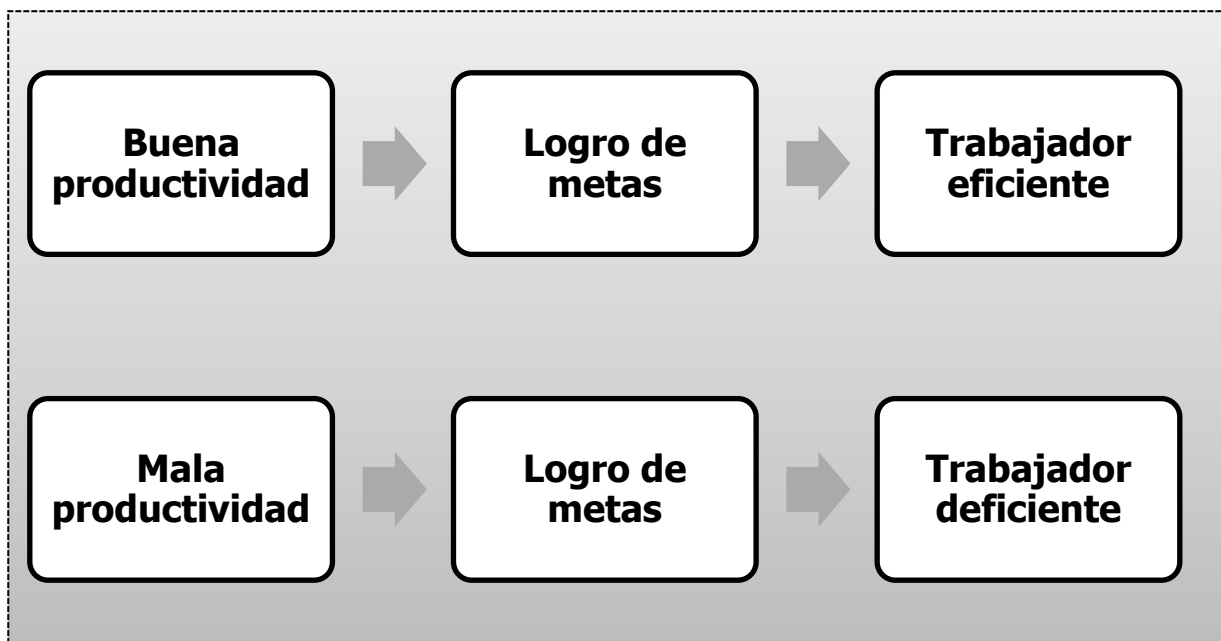 Buena
productividad
Logro de
metas
Trabajador
eficiente
Mala
productividad
Logro de
metas
Trabajador
deficiente